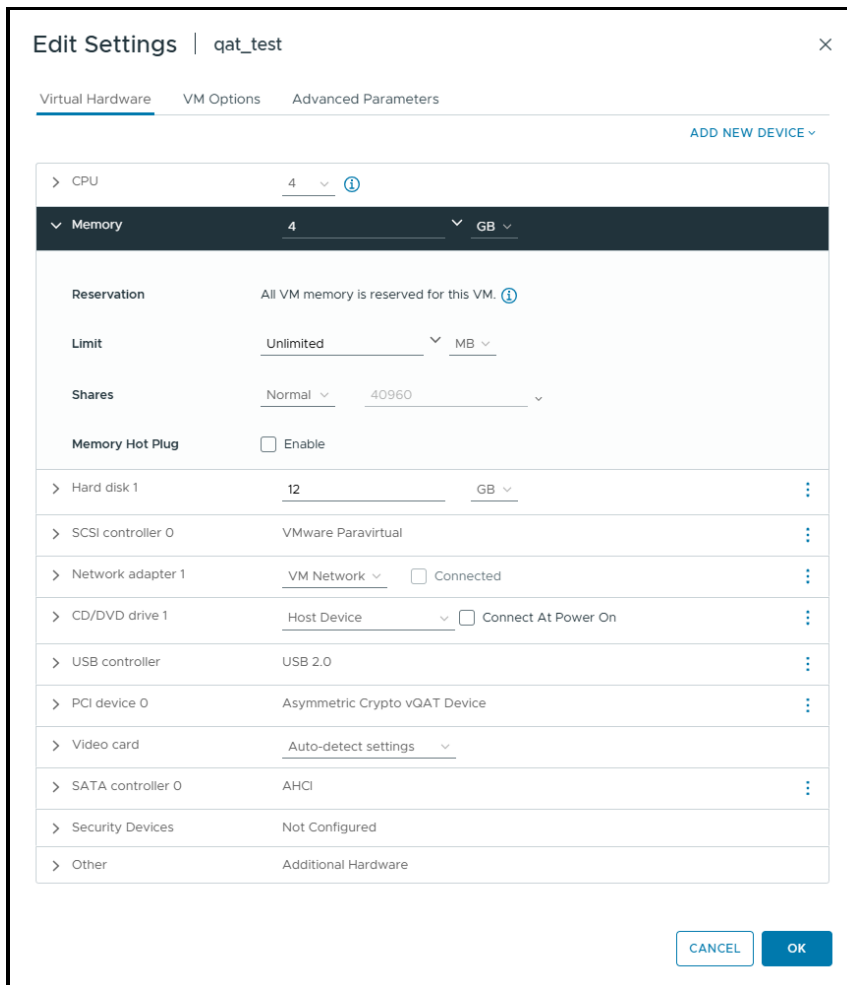 Edit Settings | qat_test
Virtual Hardware VM Options Advanced Parameters
ADD NEW DEVICE
CPU 4
Memory 4 GB
Reservation All VM memory is reserved for this VM.
Limit Unlimited MB
Shares Normal 40960
Memory Hot Plug Enable
Hard disk 1 12 GB
SCSI controller 0 VMware Paravirtual
Network adapter 1 VM Network Connected
CD/DVD drive 1 Host Device Connect At Power On
USB controller USB 2.0
PCI device 0 Asymmetric Crypto vQAT Device
Video card Auto-detect settings
SATA controller 0 AHCI
Security Devices Not Configured
Other Additional Hardware
CANCEL OK